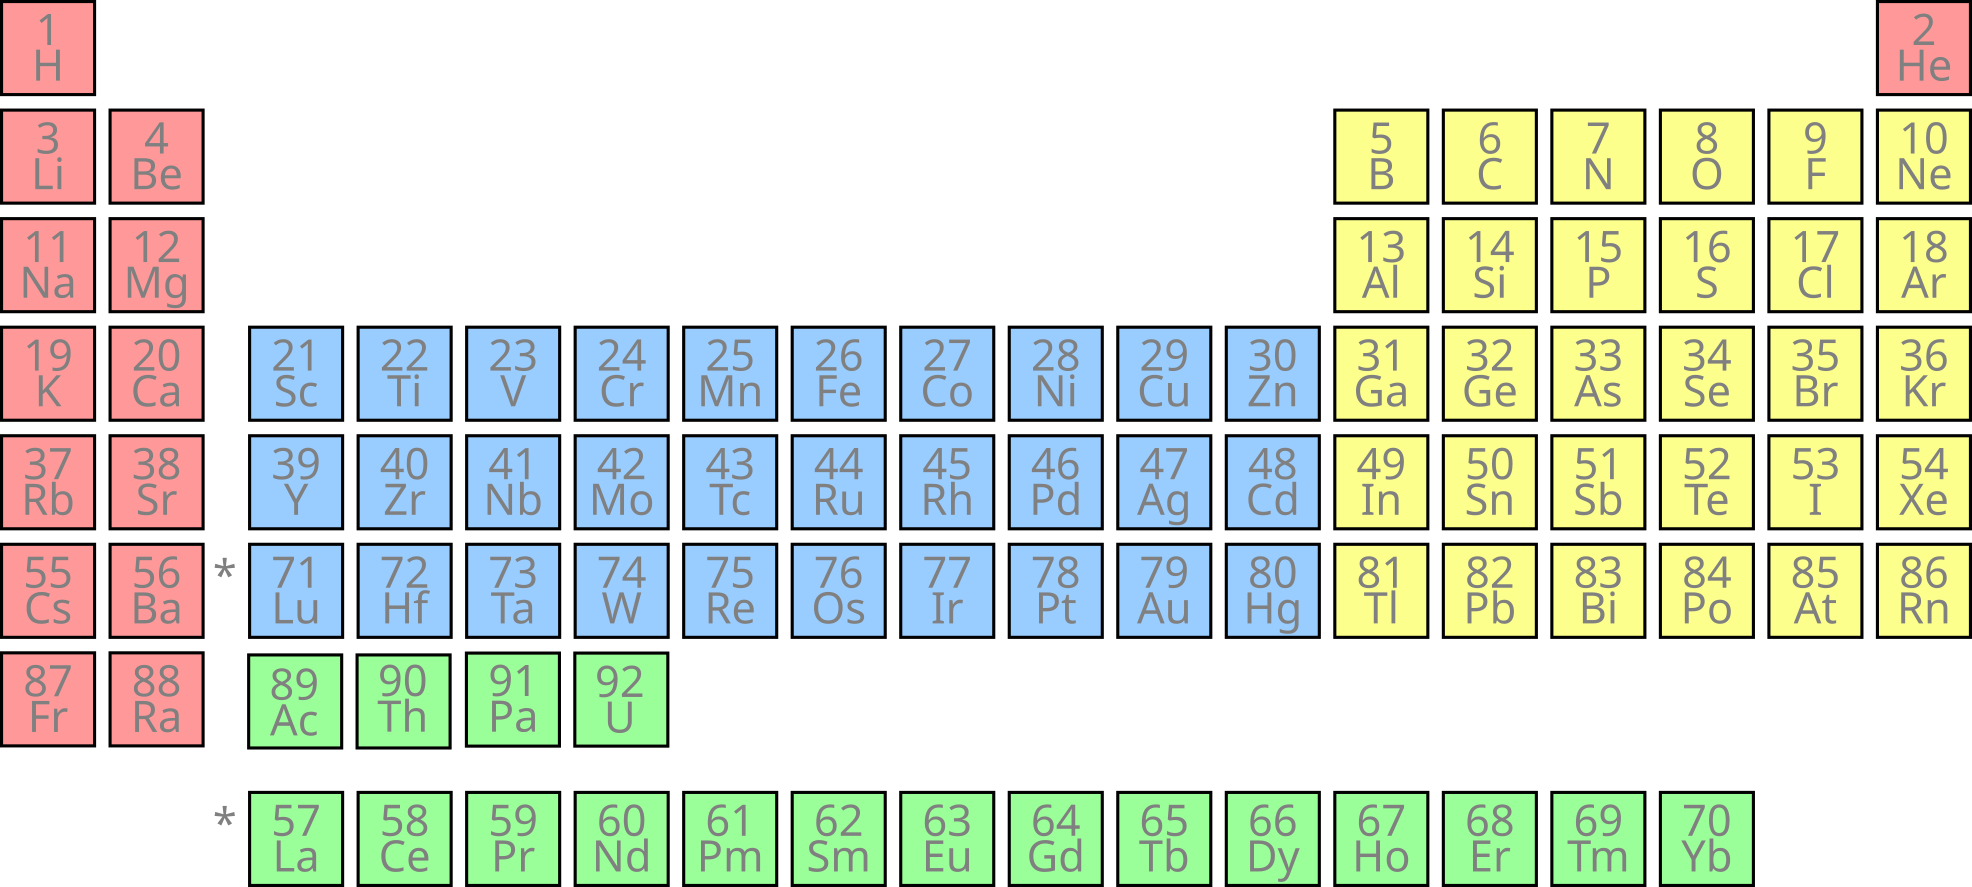 1 2
H He
3 4 5 6 7 8 9 10
Li Be B C N O F Ne
11 12 13 14 15 16 17 18
Na Mg Al Si P S Cl Ar
19 20 21 22 23 24 25 26 27 28 29 30 31 32 33 34 35 36
K Ca Sc Ti V Cr Mn Fe Co Ni Cu Zn Ga Ge As Se Br Kr
37 38 39 40 41 42 43 44 45 46 47 48 49 50 51 52 53 54
Rb Sr Y Zr Nb Mo Tc Ru Rh Pd Ag Cd In Sn Sb Te I Xe
55 56 * 71 72 73 74 75 76 77 78 79 80 81 82 83 84 85 86
Cs Ba Lu Hf Ta W Re Os Ir Pt Au Hg Tl Pb Bi Po At Rn
87 88 89 90 91 92
Fr Ra Ac Th Pa U
* 57 58 59 60 61 62 63 64 65 66 67 68 69 70
La Ce Pr Nd Pm Sm Eu Gd Tb Dy Ho Er Tm Yb